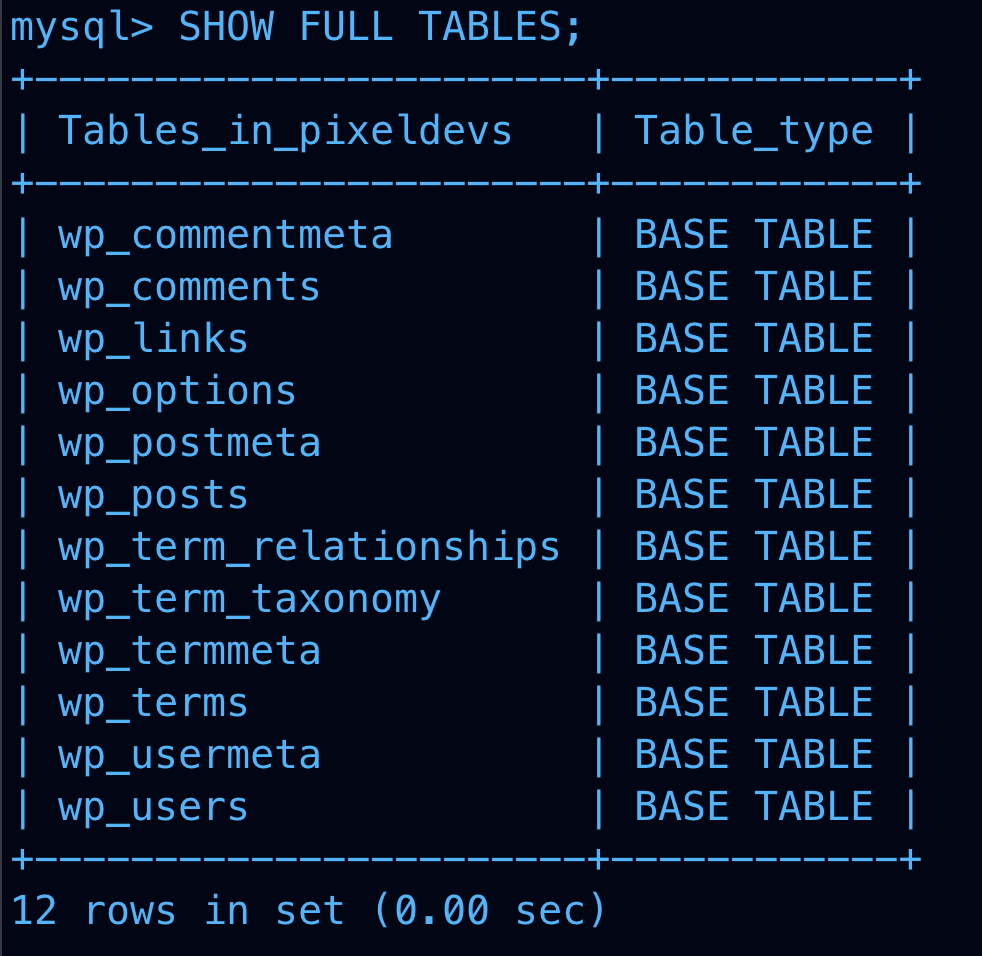 mysql> SHOW FULL TABLES;
+-----------------------+------------+
| Tables_in_pixeldevs   | Table_type |
+-----------------------+------------+
| wp_commentmeta        | BASE TABLE |
| wp_comments           | BASE TABLE |
| wp_links              | BASE TABLE |
| wp_options            | BASE TABLE |
| wp_postmeta           | BASE TABLE |
| wp_posts              | BASE TABLE |
| wp_term_relationships | BASE TABLE |
| wp_term_taxonomy      | BASE TABLE |
| wp_termmeta           | BASE TABLE |
| wp_terms              | BASE TABLE |
| wp_usermeta           | BASE TABLE |
| wp_users              | BASE TABLE |
+-----------------------+------------+
12 rows in set (0.00 sec)